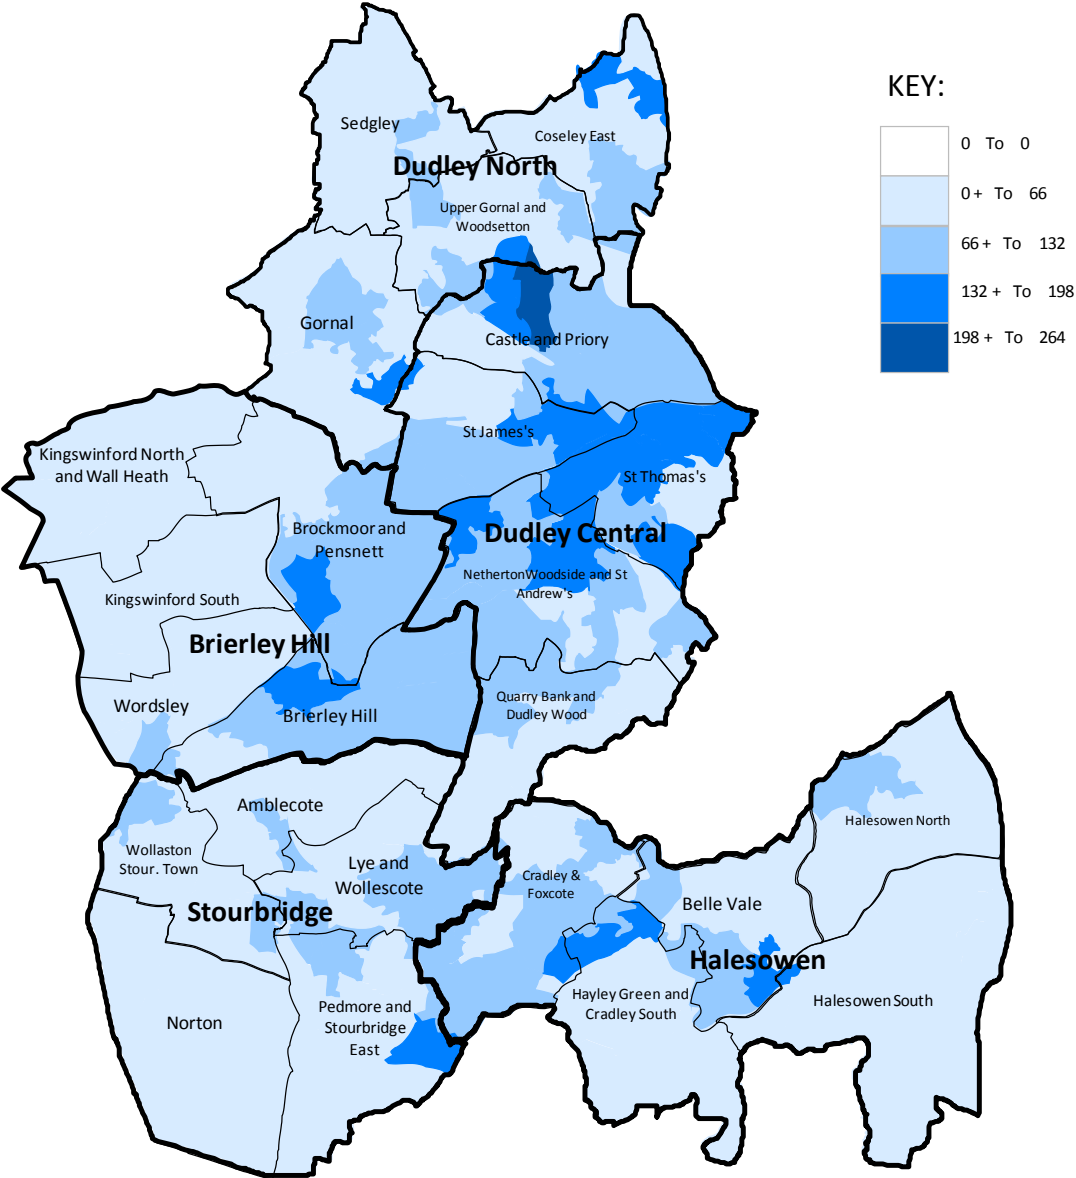 KEY:
0 To 0
0+ To 66
66+ To 132
132+ To 198
198+ To 264
Sedgley
Coseley East
Dudley North
Upper Gornal and
Woodsetton
Gornal
Castle and Priory
St James's
Kingswinford North
and Wall Heath
St Thomas's
Brockmoor and
Pensnett
Dudley Central
NethertonWoodside and St
Andrew's
Kingswinford South
Brierley Hill
Wordsley
Brierley Hill
Quarry Bank and
Dudley Wood
Amblecote
Halesowen North
Wollaston
Stour. Town
Lye and
Wollescote
Cradley &
Foxcote
Stourbridge
Belle Vale
Halesowen
Hayley Green and
Cradley South
Halesowen South
Norton
Pedmore and
Stourbridge
East